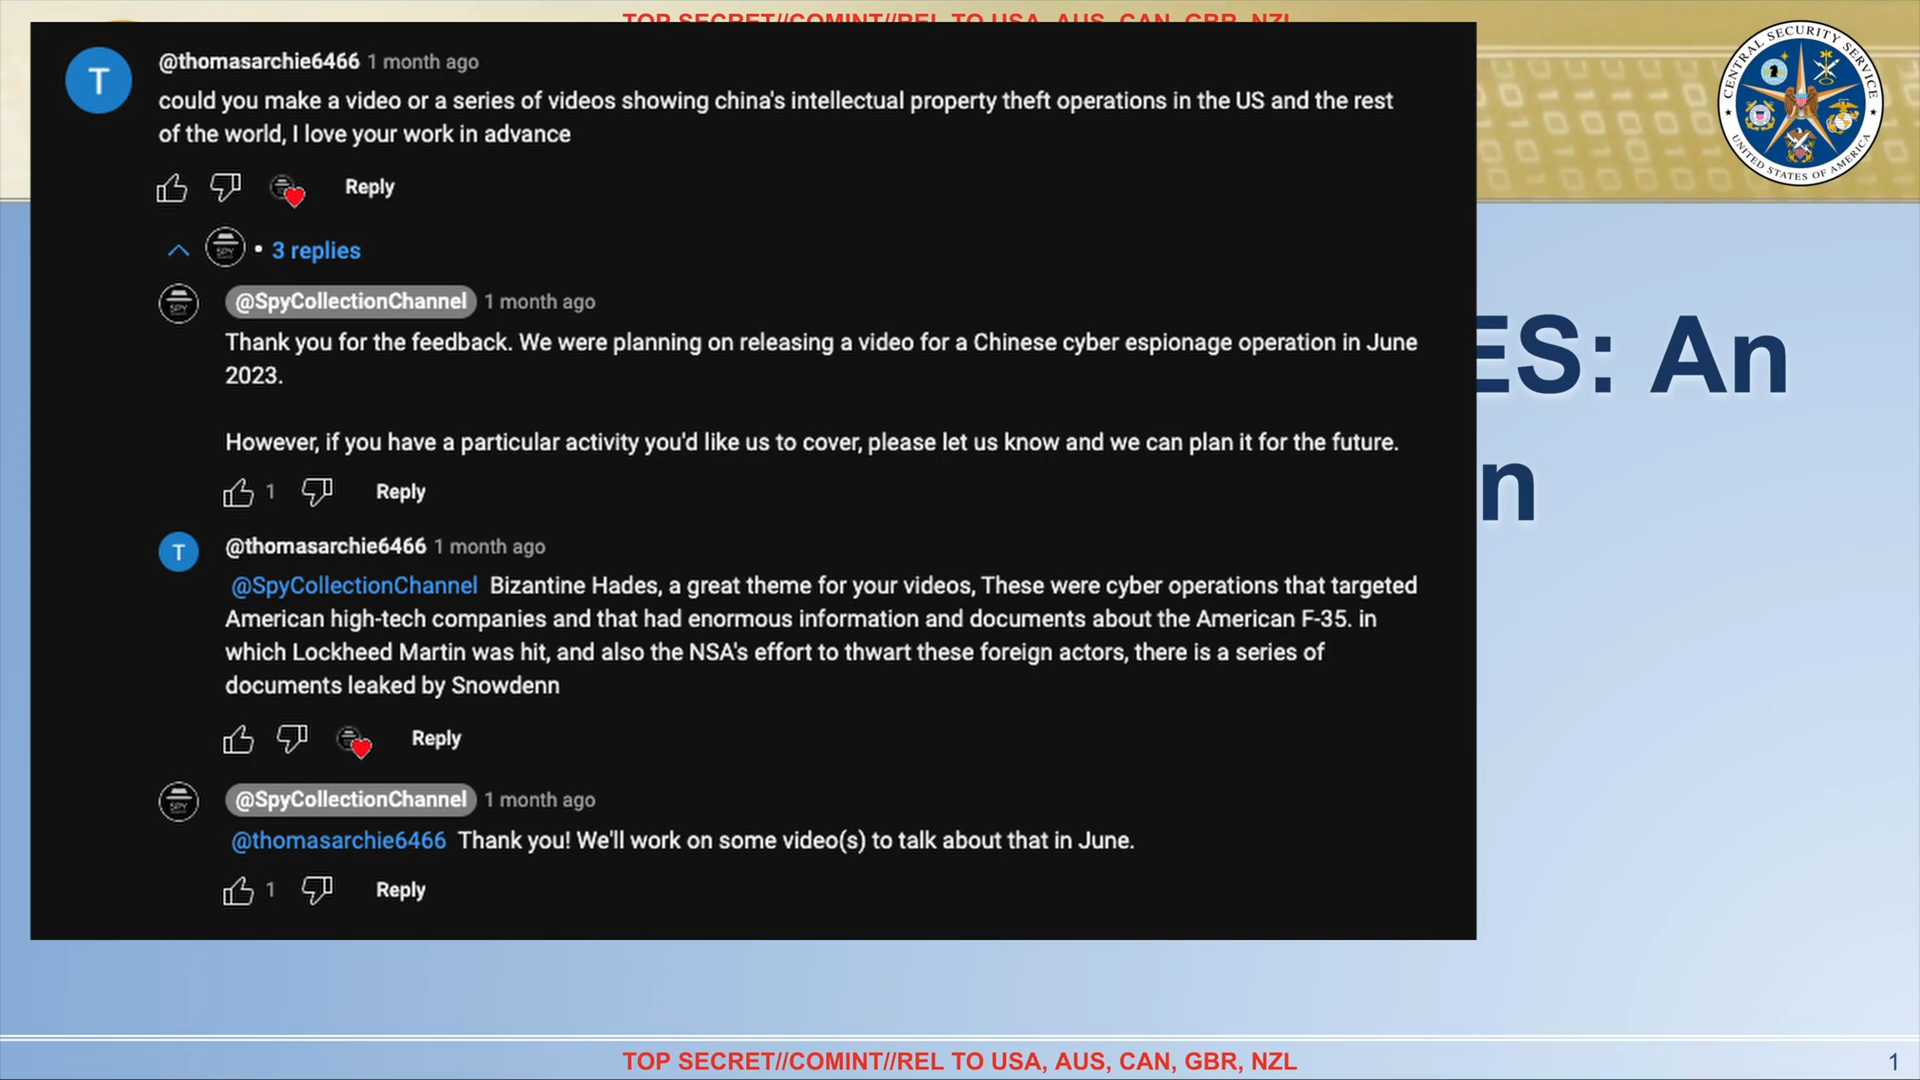 TOP SECRET//COMINT//REL TO USA, AUS, CAN, GBR, NZL
CENTRAL SECURITY SERVICE
UNITED STATES OF AMERICA
T
@thomasarchie6466 1 month ago
could you make a video or a series of videos showing china's intellectual property theft operations in the US and the rest
of the world, I love your work in advance
Reply
SPY • 3 replies
SPY
@SpyCollectionChannel 1 month ago
Thank you for the feedback. We were planning on releasing a video for a Chinese cyber espionage operation in June
2023.
However, if you have a particular activity you'd like us to cover, please let us know and we can plan it for the future.
1 Reply
ES: An
n
T
@thomasarchie6466 1 month ago
@SpyCollectionChannel Bizantine Hades, a great theme for your videos, These were cyber operations that targeted
American high-tech companies and that had enormous information and documents about the American F-35. in
which Lockheed Martin was hit, and also the NSA's effort to thwart these foreign actors, there is a series of
documents leaked by Snowdenn
Reply
SPY
@SpyCollectionChannel 1 month ago
@thomasarchie6466 Thank you! We'll work on some video(s) to talk about that in June.
1 Reply
TOP SECRET//COMINT//REL TO USA, AUS, CAN, GBR, NZL
1